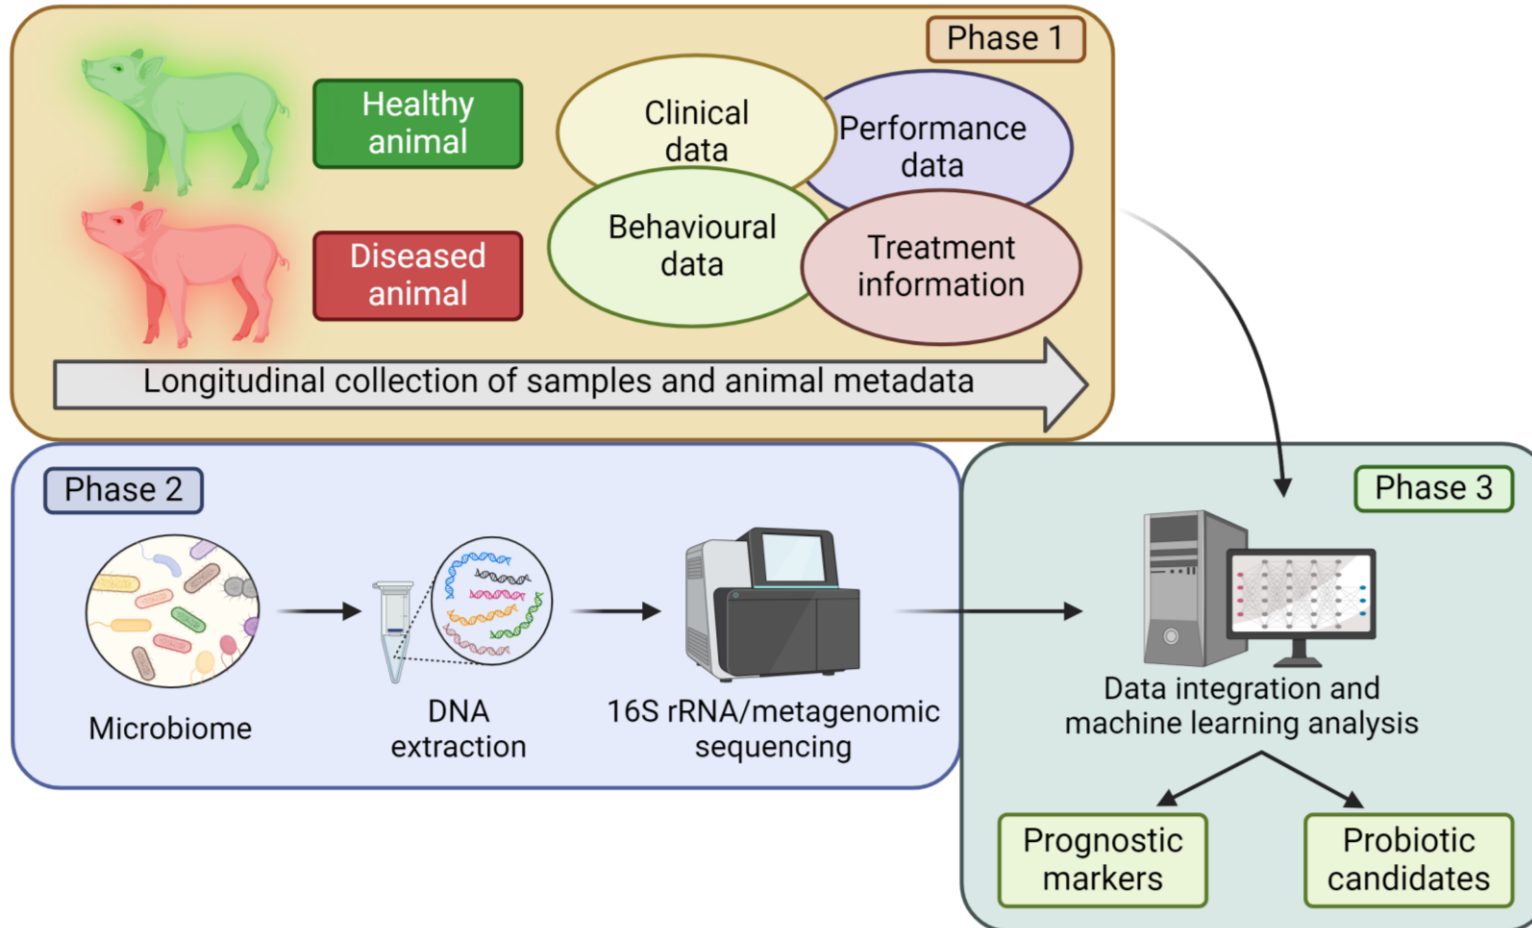 Phase 1
Healthy
animal
Clinical
data
Performance
data
Diseased
animal
Behavioural
data
Treatment
information
Longitudinal collection of samples and animal metadata
Phase 2
Microbiome
DNA
extraction
16S rRNA/metagenomic
sequencing
Phase 3
Data integration and
machine learning analysis
Prognostic
markers
Probiotic
candidates